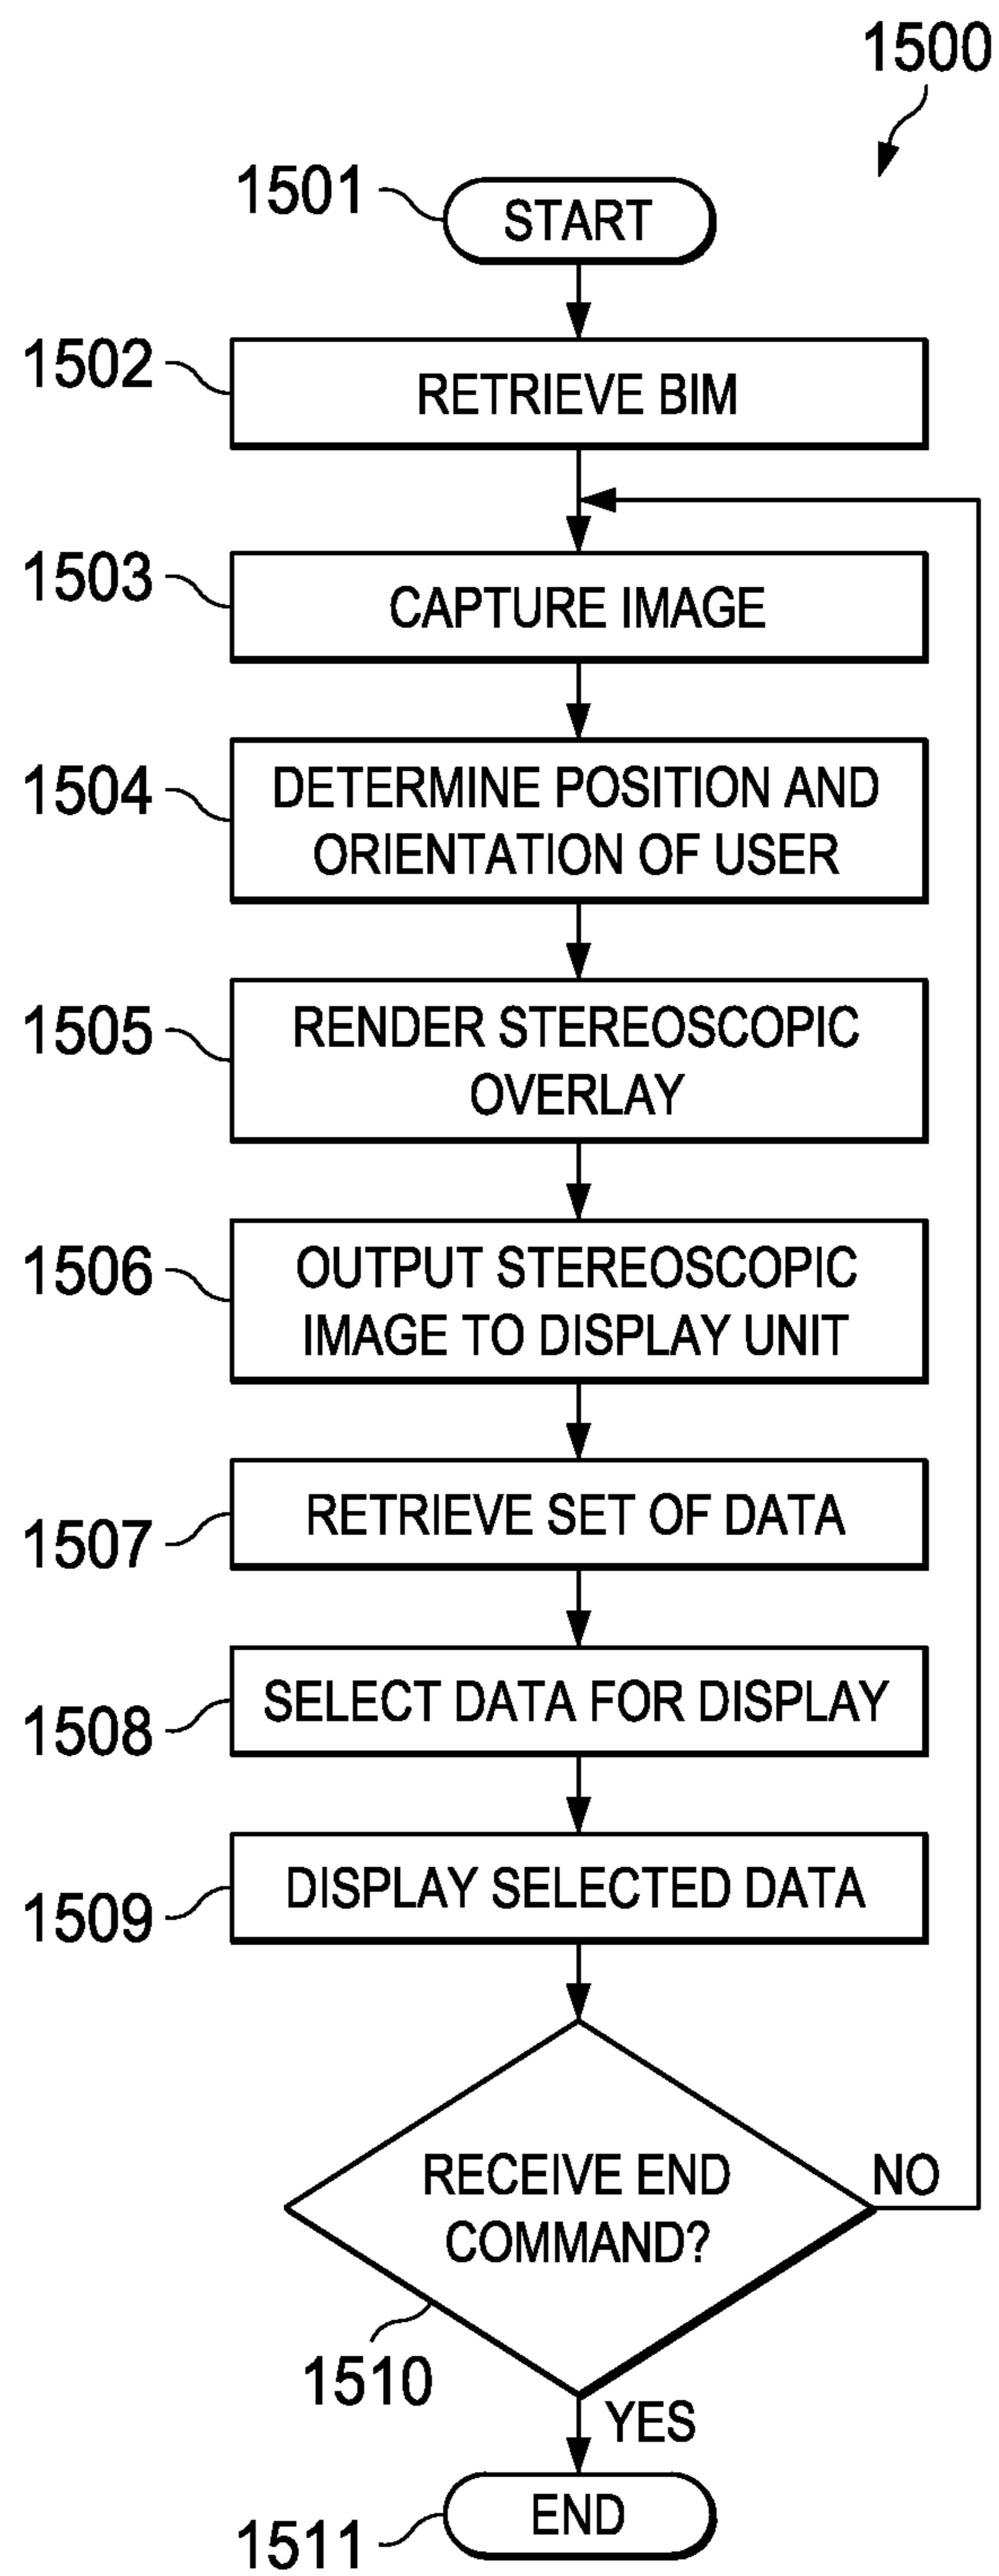 1500
1501
START
1502
RETRIEVE BIM
1503
CAPTURE IMAGE
1504
DETERMINE POSITION AND
ORIENTATION OF USER
1505
RENDER STEREOSCOPIC
OVERLAY
1506
OUTPUT STEREOSCOPIC
IMAGE TO DISPLAY UNIT
1507
RETRIEVE SET OF DATA
1508
SELECT DATA FOR DISPLAY
1509
DISPLAY SELECTED DATA
RECEIVE END
COMMAND?
NO
1510
YES
END
1511